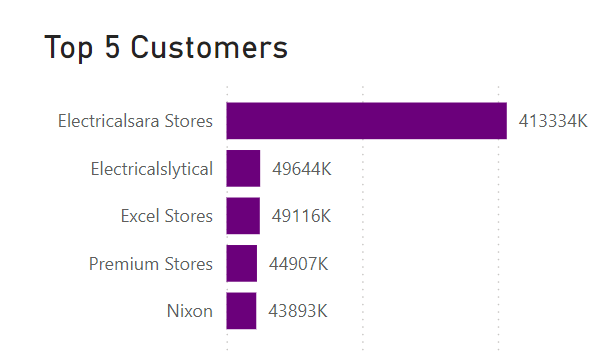 Top 5 Customers
Electricalsara Stores 413334K
Electricalslytical 49644K
Excel Stores 49116K
Premium Stores 44907K
Nixon 43893K